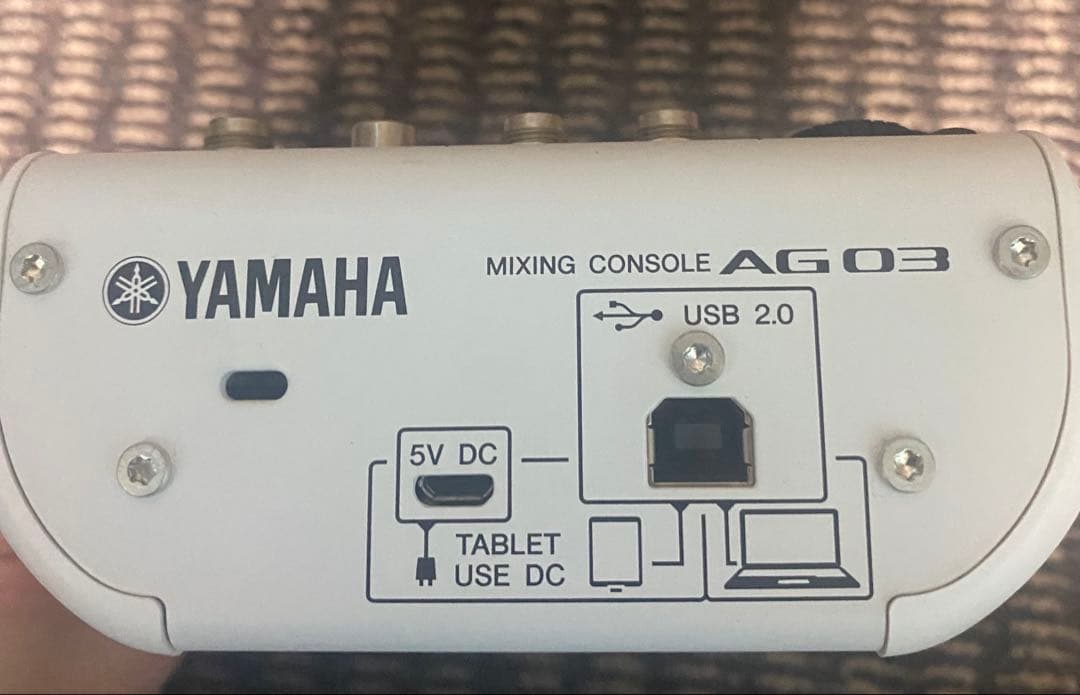 YAMAHA
MIXING CONSOLE AG03
USB 2.0
5V DC
TABLET
USE DC